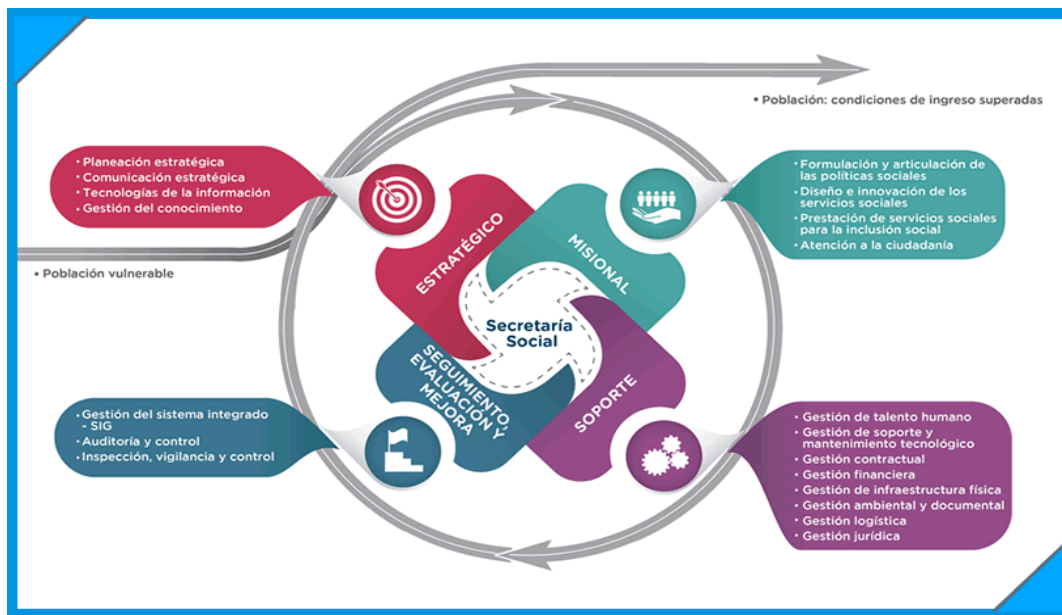 • Población: condiciones de ingreso superadas
• Planeación estratégica
• Comunicación estratégica
• Tecnologías de la información
• Gestión del conocimiento
• Población vulnerable
• Formulación y articulación de
las políticas sociales
• Diseño e innovación de los
servicios sociales
• Prestación de servicios sociales
para la inclusión social
• Atención a la ciudadanía
ESTRATÉGICO
MISIONAL
Secretaría
Social
SEGUIMIENTO,
EVALUACIÓN Y
MEJORA
SOPORTE
• Gestión del sistema integrado
- SIG
• Auditoría y control
• Inspección, vigilancia y control
• Gestión de talento humano
• Gestión de soporte y
mantenimiento tecnológico
• Gestión contractual
• Gestión financiera
• Gestión de infraestructura física
• Gestión ambiental y documental
• Gestión logística
• Gestión jurídica